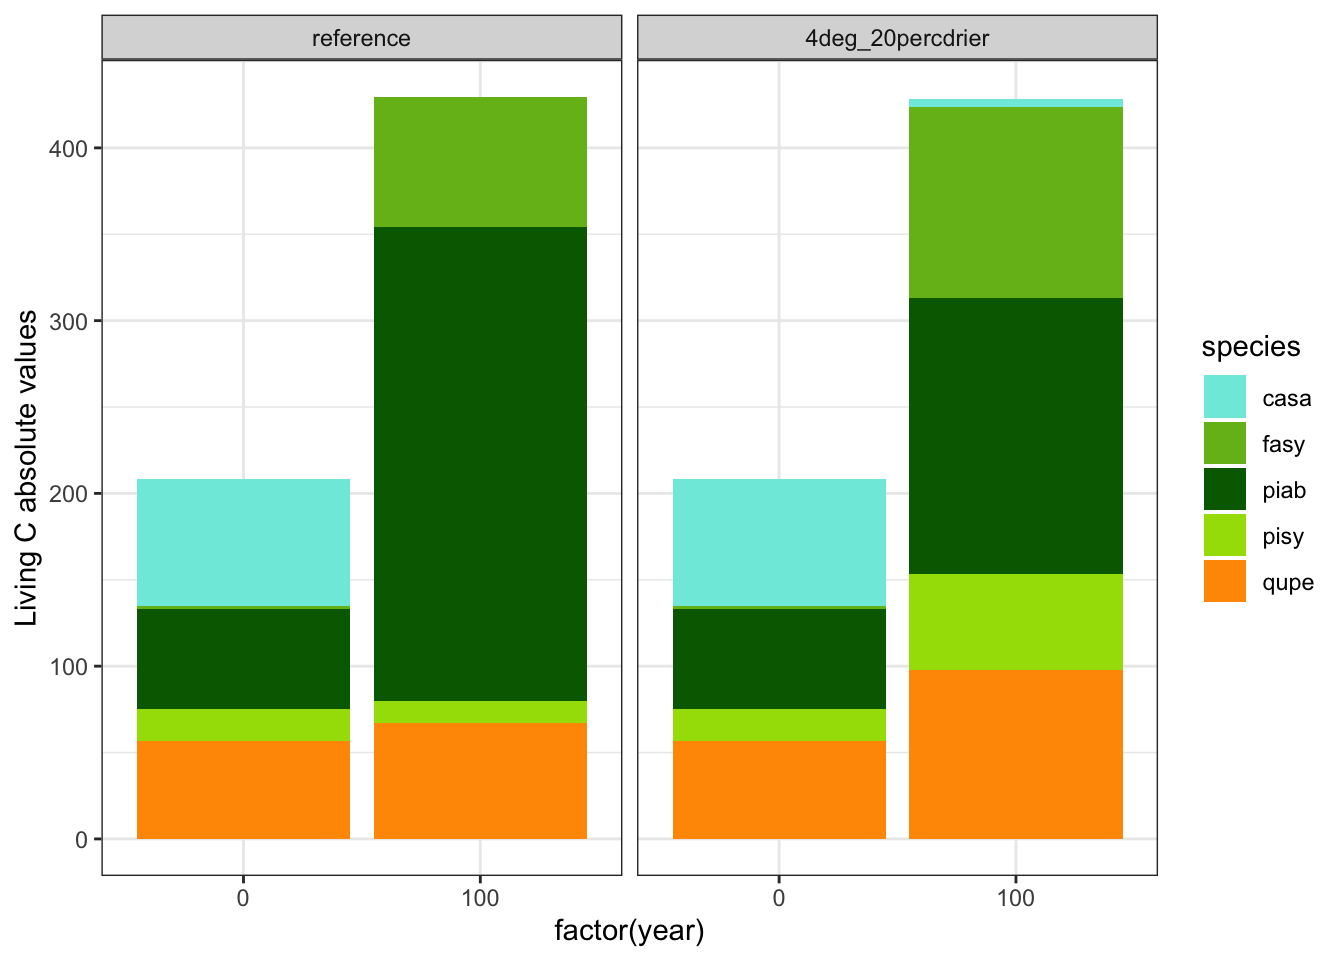 reference
4deg_20percdrier
Living C absolute values
400
300
200
100
0
0
100
0
100
factor(year)
species
casa
fasy
piab
pisy
qupe